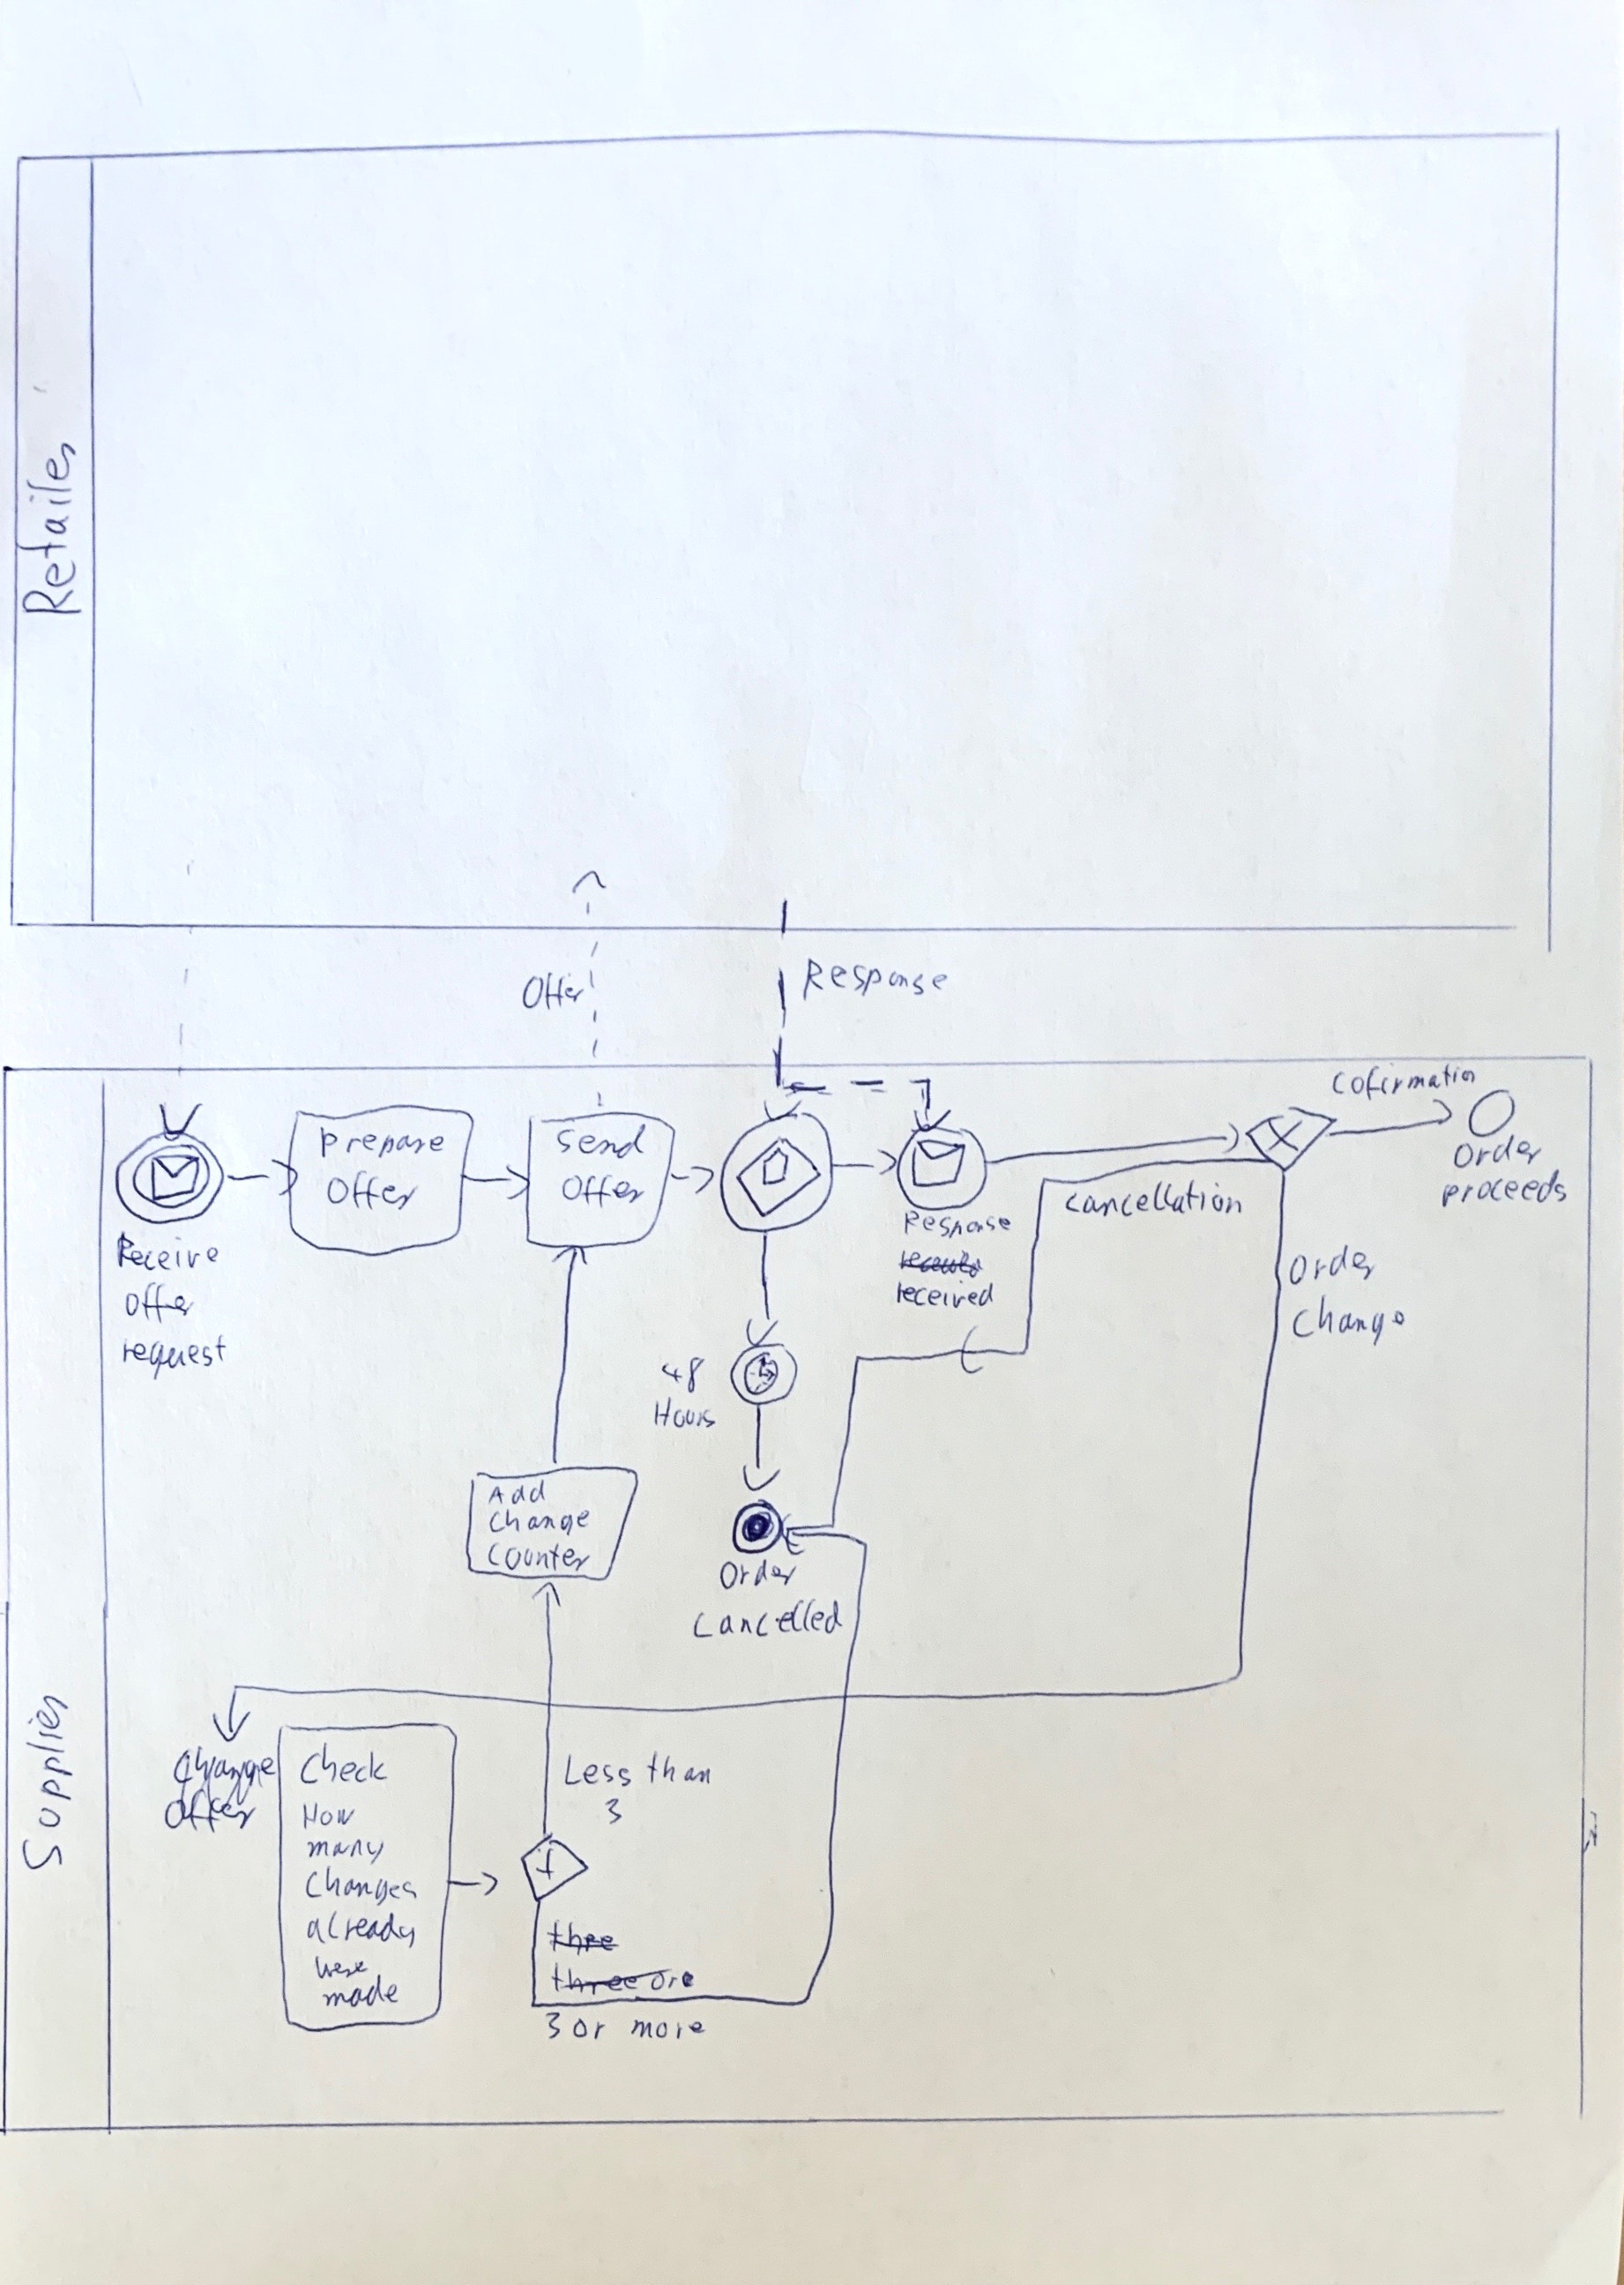 Retailer
Offer
Response
Receive
Offer
request
Prepare
Offer
Send
Offer
Response
received
Cofirmation
Order
proceeds
Cancellation
Order
Change
48
Hours
Add
Change
Counter
Order
Cancelled
Supplier
Change
Offer
Check
How
many
Changes
already
were
made
Less than
3
three
three ore
3 or more